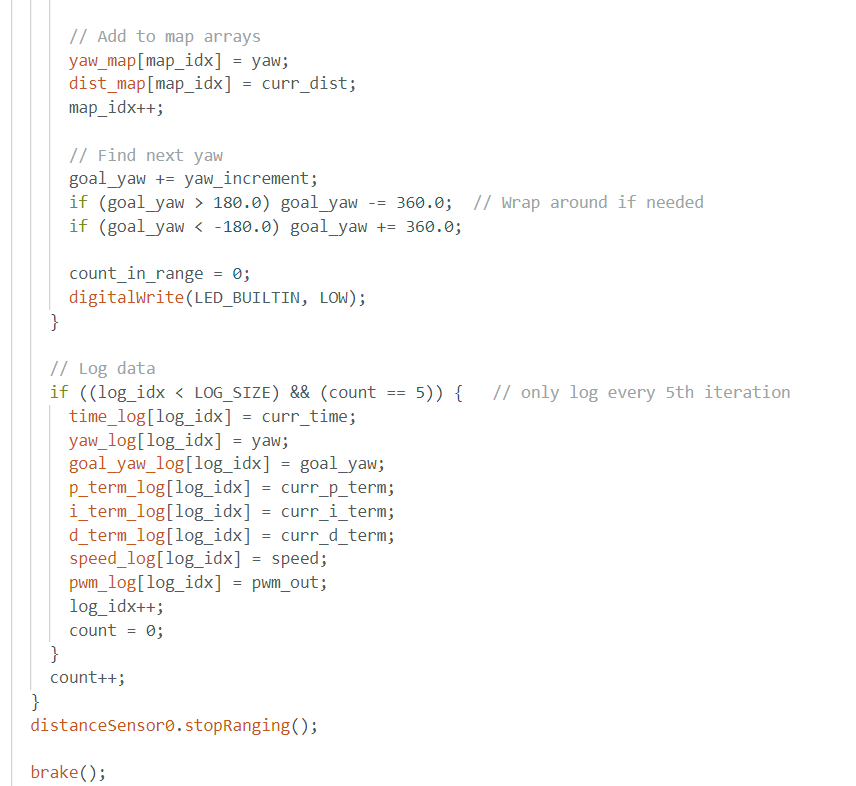 // Add to map arrays
yaw_map[map_idx] = yaw;
dist_map[map_idx] = curr_dist;
map_idx++;
// Find next yaw
goal_yaw += yaw_increment;
if (goal_yaw > 180.0) goal_yaw -= 360.0;  // Wrap around if needed
if (goal_yaw < -180.0) goal_yaw += 360.0;
count_in_range = 0;
digitalWrite(LED_BUILTIN, LOW);
}
// Log data
if ((log_idx < LOG_SIZE) && (count == 5)) {   // only log every 5th iteration
time_log[log_idx] = curr_time;
yaw_log[log_idx] = yaw;
goal_yaw_log[log_idx] = goal_yaw;
p_term_log[log_idx] = curr_p_term;
i_term_log[log_idx] = curr_i_term;
d_term_log[log_idx] = curr_d_term;
speed_log[log_idx] = speed;
pwm_log[log_idx] = pwm_out;
log_idx++;
count = 0;
}
count++;
}
distanceSensor0.stopRanging();
brake();